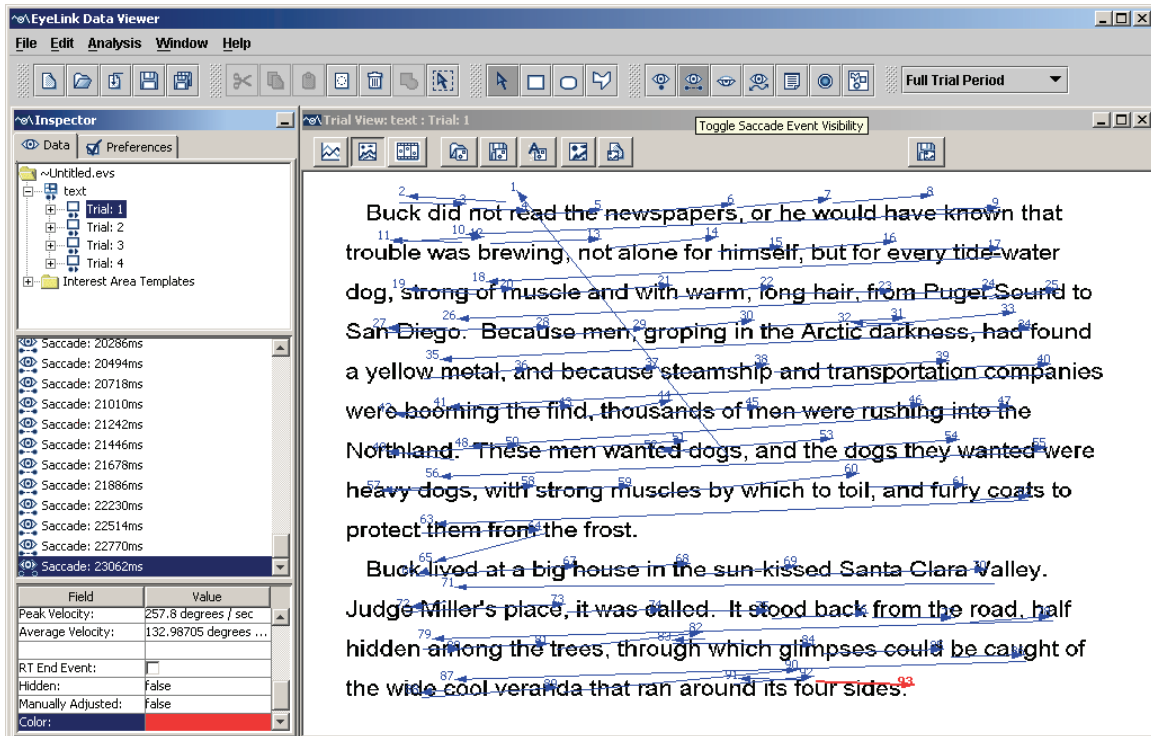 EyeLink Data Viewer
File Edit Analysis Window Help
Full Trial Period
Inspector
Data Preferences
~Untitled.evs
text
Trial: 1
Trial: 2
Trial: 3
Trial: 4
Interest Area Templates
Saccade: 20286ms
Saccade: 20494ms
Saccade: 20718ms
Saccade: 21010ms
Saccade: 21242ms
Saccade: 21446ms
Saccade: 21678ms
Saccade: 21886ms
Saccade: 22230ms
Saccade: 22514ms
Saccade: 22770ms
Saccade: 23062ms
Field Value
Peak Velocity: 257.8 degrees / sec
Average Velocity: 132.98705 degrees ...
RT End Event:
Hidden: false
Manually Adjusted: false
Color:
Trial View: text : Trial: 1
Toggle Saccade Event Visibility
Buck did not read the newspapers, or he would have known that
trouble was brewing, not alone for himself, but for every tide-water
dog, strong of muscle and with warm, long hair, from Puget Sound to
San Diego. Because men, groping in the Arctic darkness, had found
a yellow metal, and because steamship and transportation companies
were booming the find, thousands of men were rushing into the
Northland. These men wanted dogs, and the dogs they wanted were
heavy dogs, with strong muscles by which to toil, and furry coats to
protect them from the frost.
Buck lived at a big house in the sun-kissed Santa Clara Valley.
Judge Miller's place, it was called. It stood back from the road, half
hidden among the trees, through which glimpses could be caught of
the wide cool veranda that ran around its four sides.
93